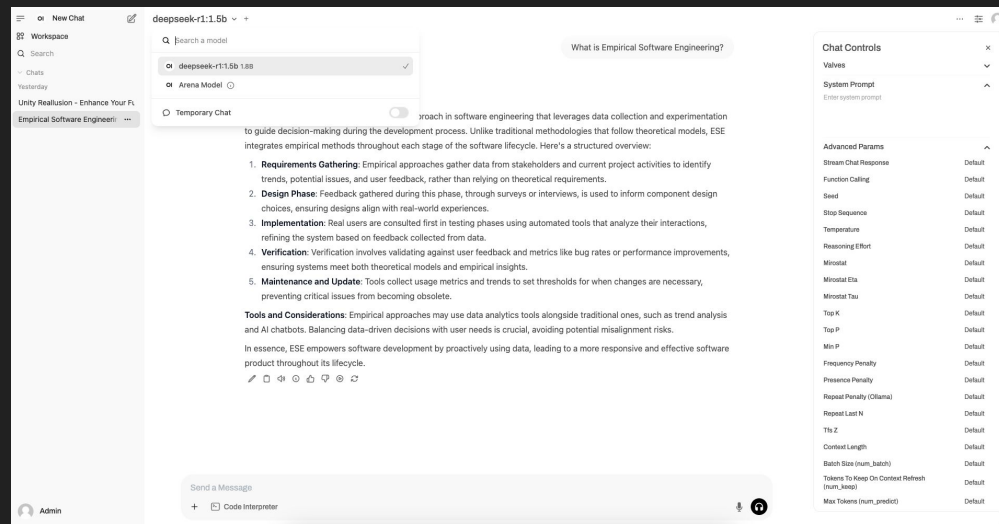 OI New Chat
Workspace
Search
Chats
Yesterday
Unity Reallusion - Enhance Your Fu
Empirical Software Engineerir ...
Admin
deepseek-r1:1.5b
Search a model
OI deepseek-r1:1.5b 1.8B
OI Arena Model
Temporary Chat
What is Empirical Software Engineering?
proach in software engineering that leverages data collection and experimentation
to guide decision-making during the development process. Unlike traditional methodologies that follow theoretical models, ESE
integrates empirical methods throughout each stage of the software lifecycle. Here's a structured overview:
1. Requirements Gathering: Empirical approaches gather data from stakeholders and current project activities to identify
trends, potential issues, and user feedback, rather than relying on theoretical requirements.
2. Design Phase: Feedback gathered during this phase, through surveys or interviews, is used to inform component design
choices, ensuring designs align with real-world experiences.
3. Implementation: Real users are consulted first in testing phases using automated tools that analyze their interactions,
refining the system based on feedback collected from data.
4. Verification: Verification involves validating against user feedback and metrics like bug rates or performance improvements,
ensuring systems meet both theoretical models and empirical insights.
5. Maintenance and Update: Tools collect usage metrics and trends to set thresholds for when changes are necessary,
preventing critical issues from becoming obsolete.
Tools and Considerations: Empirical approaches may use data analytics tools alongside traditional ones, such as trend analysis
and AI chatbots. Balancing data-driven decisions with user needs is crucial, avoiding potential misalignment risks.
In essence, ESE empowers software development by proactively using data, leading to a more responsive and effective software
product throughout its lifecycle.
Send a Message
Code Interpreter
Chat Controls
Valves
System Prompt
Enter system prompt
Advanced Params
Stream Chat Response Default
Function Calling Default
Seed Default
Stop Sequence Default
Temperature Default
Reasoning Effort Default
Mirostat Default
Mirostat Eta Default
Mirostat Tau Default
Top K Default
Top P Default
Min P Default
Frequency Penalty Default
Presence Penalty Default
Repeat Penalty (Ollama) Default
Repeat Last N Default
Tfs Z Default
Context Length Default
Batch Size (num_batch) Default
Tokens To Keep On Context Refresh
(num_keep) Default
Max Tokens (num_predict) Default